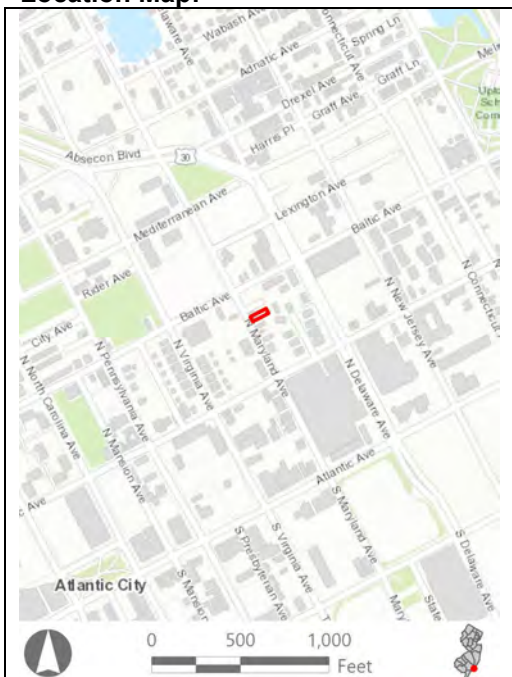 Location Map:
Delaware Ave
Wabash Ave
Adriatic Ave
Connecticut Ave
Spring Ln
Drexel Ave
Graff Ln
Graff Ave
Harris Pl
Absecon Blvd
30
Mediterranean Ave
Lexington Ave
Baltic Ave
Rider Ave
Baltic Ave
City Ave
N Maryland Ave
N New Jersey Ave
N Connecticut
N Virginia Ave
N Pennsylvania Ave
N North Carolina Ave
N Delaware Ave
N Mansion Ave
Atlantic Ave
c Ave
S Maryland Ave
S Virginia Ave
S Presbyterian Ave
S Delaware Ave
S Mansion
Atlantic City
Mary
State
0 500 1,000
Feet